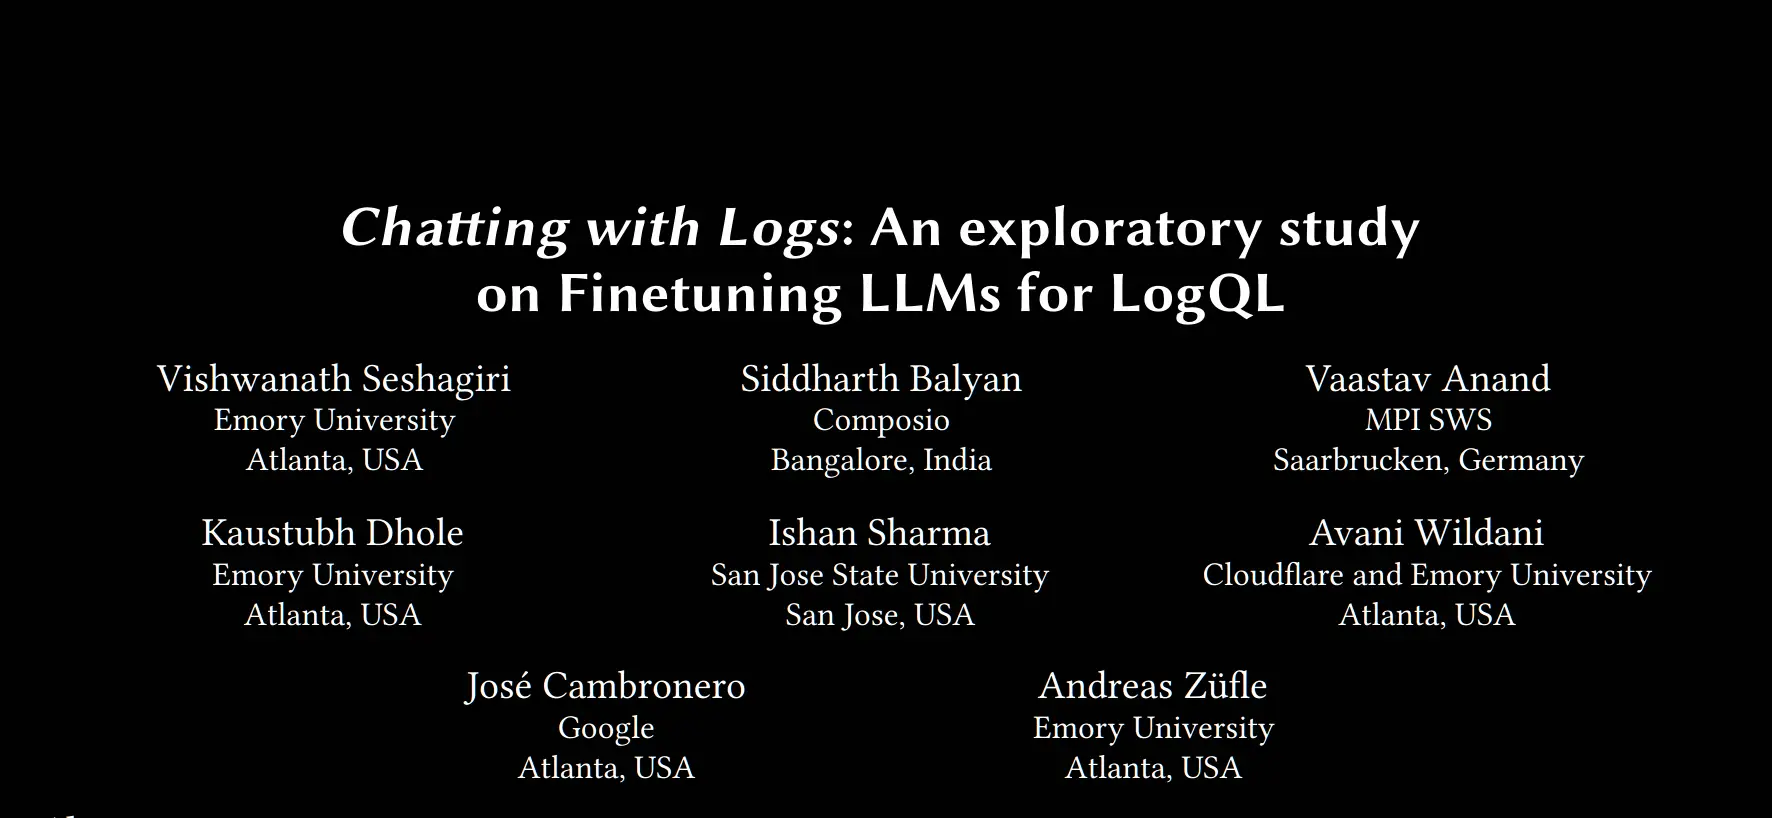 Chatting with Logs: An exploratory study
on Finetuning LLMs for LogQL
Vishwanath Seshagiri
Emory University
Atlanta, USA
Siddharth Balyan
Composio
Bangalore, India
Vaastav Anand
MPI SWS
Saarbrucken, Germany
Kaustubh Dhole
Emory University
Atlanta, USA
Ishan Sharma
San Jose State University
San Jose, USA
Avani Wildani
Cloudflare and Emory University
Atlanta, USA
José Cambronero
Google
Atlanta, USA
Andreas Züfle
Emory University
Atlanta, USA